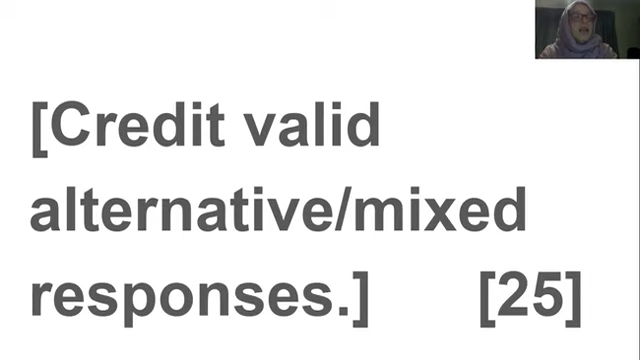 [Credit valid
alternative/mixed
responses.] [25]